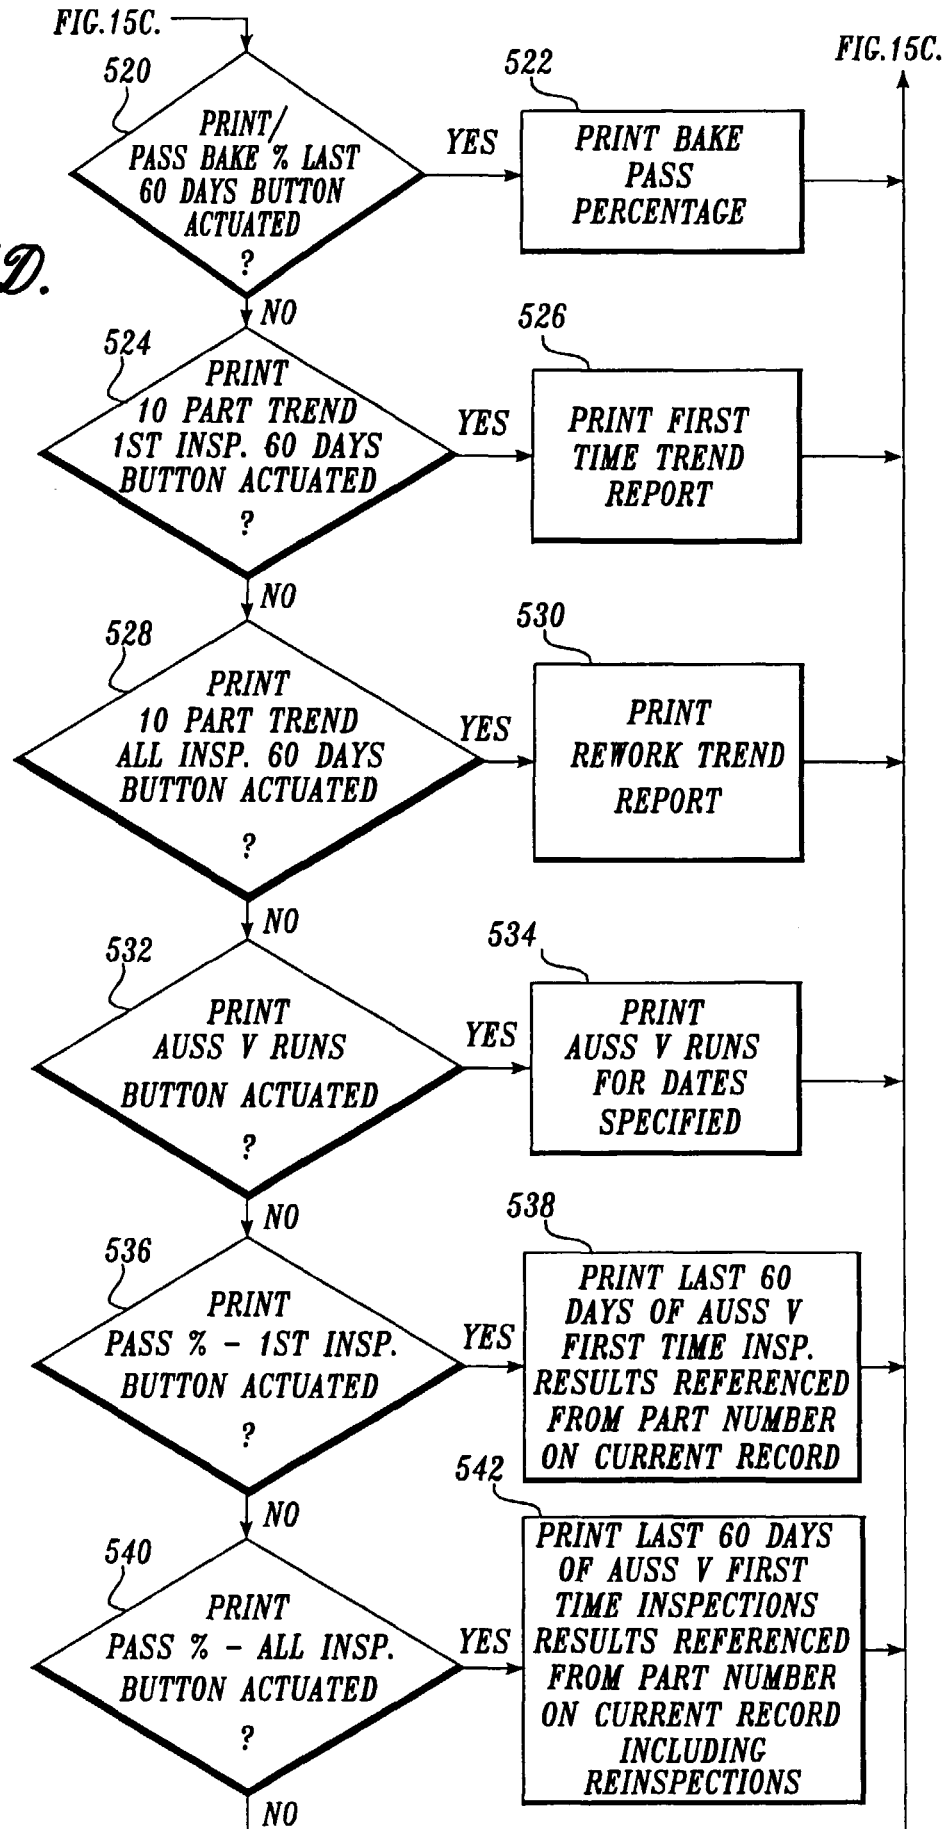 FIG.15C.
FIG.15C.
520
PRINT/
PASS BAKE % LAST
60 DAYS BUTTON
ACTUATED
?
YES
522
PRINT BAKE
PASS
PERCENTAGE
D.
NO
524
PRINT
10 PART TREND
1ST INSP. 60 DAYS
BUTTON ACTUATED
?
YES
526
PRINT FIRST
TIME TREND
REPORT
NO
528
PRINT
10 PART TREND
ALL INSP. 60 DAYS
BUTTON ACTUATED
?
YES
530
PRINT
REWORK TREND
REPORT
NO
532
PRINT
AUSS V RUNS
BUTTON ACTUATED
?
YES
534
PRINT
AUSS V RUNS
FOR DATES
SPECIFIED
NO
536
PRINT
PASS % - 1ST INSP.
BUTTON ACTUATED
?
YES
538
PRINT LAST 60
DAYS OF AUSS V
FIRST TIME INSP.
RESULTS REFERENCED
FROM PART NUMBER
ON CURRENT RECORD
NO
540
PRINT
PASS % - ALL INSP.
BUTTON ACTUATED
?
YES
542
PRINT LAST 60 DAYS
OF AUSS V FIRST
TIME INSPECTIONS
RESULTS REFERENCED
FROM PART NUMBER
ON CURRENT RECORD
INCLUDING
REINSPECTIONS
NO